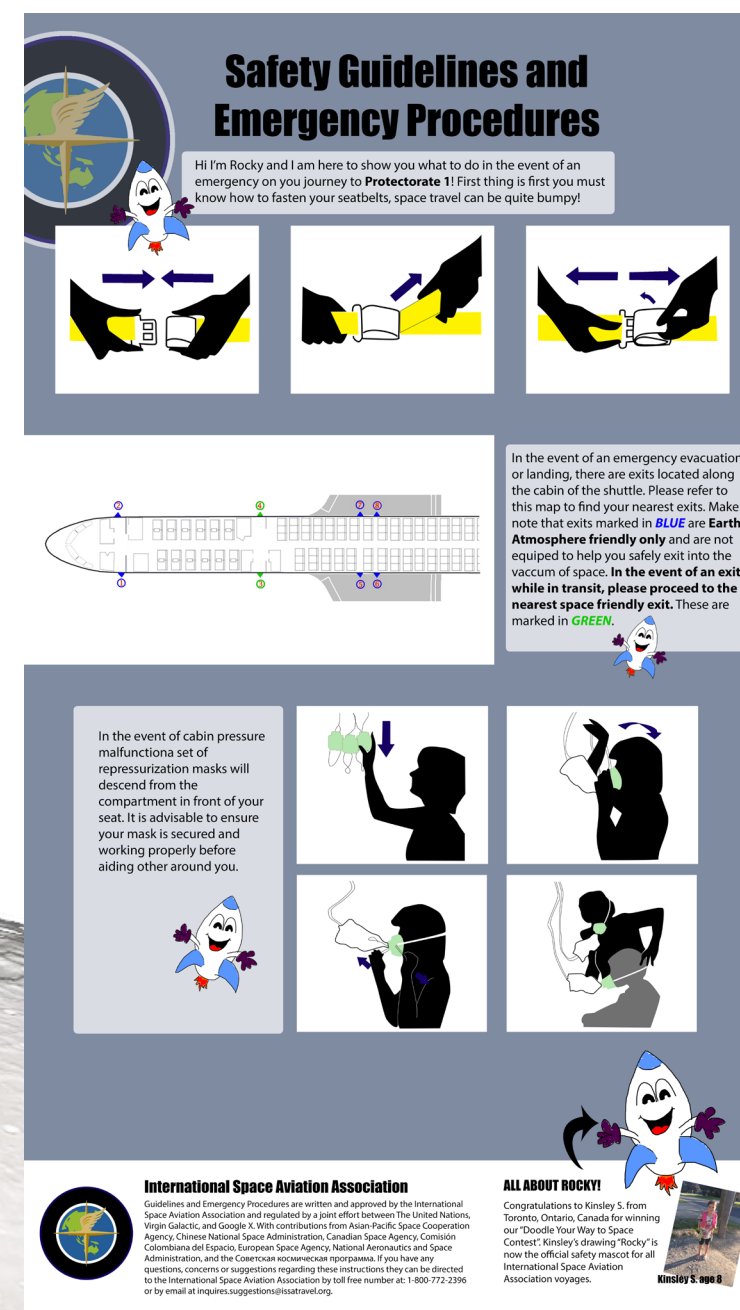 Safety Guidelines and
Emergency Procedures
Hi I'm Rocky and I am here to show you what to do in the event of an
emergency on you journey to Protectorate 1! First thing is first you must
know how to fasten your seatbelts, space travel can be quite bumpy!
2
4
7
8
1
3
5
6
In the event of an emergency evacuation
or landing, there are exits located along
the cabin of the shuttle. Please refer to
this map to find your nearest exits. Make
note that exits marked in BLUE are Earth
Atmosphere friendly only and are not
equiped to help you safely exit into the
vaccum of space. In the event of an exit
while in transit, please proceed to the
nearest space friendly exit. These are
marked in GREEN.
In the event of cabin pressure
malfunctiona set of
repressurization masks will
descend from the
compartment in front of your
seat. It is advisable to ensure
your mask is secured and
working properly before
aiding other around you.
International Space Aviation Association
Guidelines and Emergency Procedures are written and approved by the International
Space Aviation Association and regulated by a joint effort between The United Nations,
Virgin Galactic, and Google X. With contributions from Asian-Pacific Space Cooperation
Agency, Chinese National Space Administration, Canadian Space Agency, Comisión
Colombiana del Espacio, European Space Agency, National Aeronautics and Space
Administration, and the Советская космическая программа. If you have any
questions, concerns or suggestions regarding these instructions they can be directed
to the International Space Aviation Association by toll free number at: 1-800-772-2396
or by email at inquires.suggestions@issatravel.org.
ALL ABOUT ROCKY!
Congratulations to Kinsley S. from
Toronto, Ontario, Canada for winning
our "Doodle Your Way to Space
Contest". Kinsley's drawing "Rocky" is
now the official safety mascot for all
International Space Aviation
Association voyages.
Kinsley S. age 8